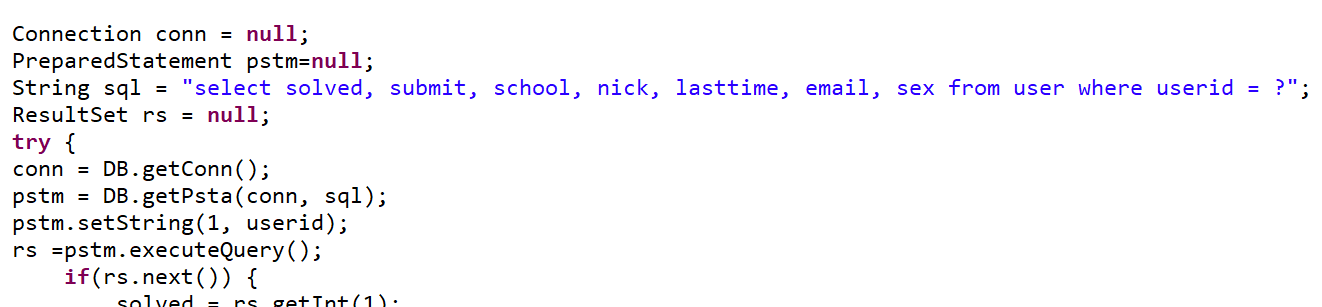 Connection conn = null;
PreparedStatement pstm=null;
String sql = "select solved, submit, school, nick, lasttime, email, sex from user where userid = ?";
ResultSet rs = null;
try {
conn = DB.getConn();
pstm = DB.getPsta(conn, sql);
pstm.setString(1, userid);
rs =pstm.executeQuery();
    if(rs.next()) {
        solved = rs.getInt(1);